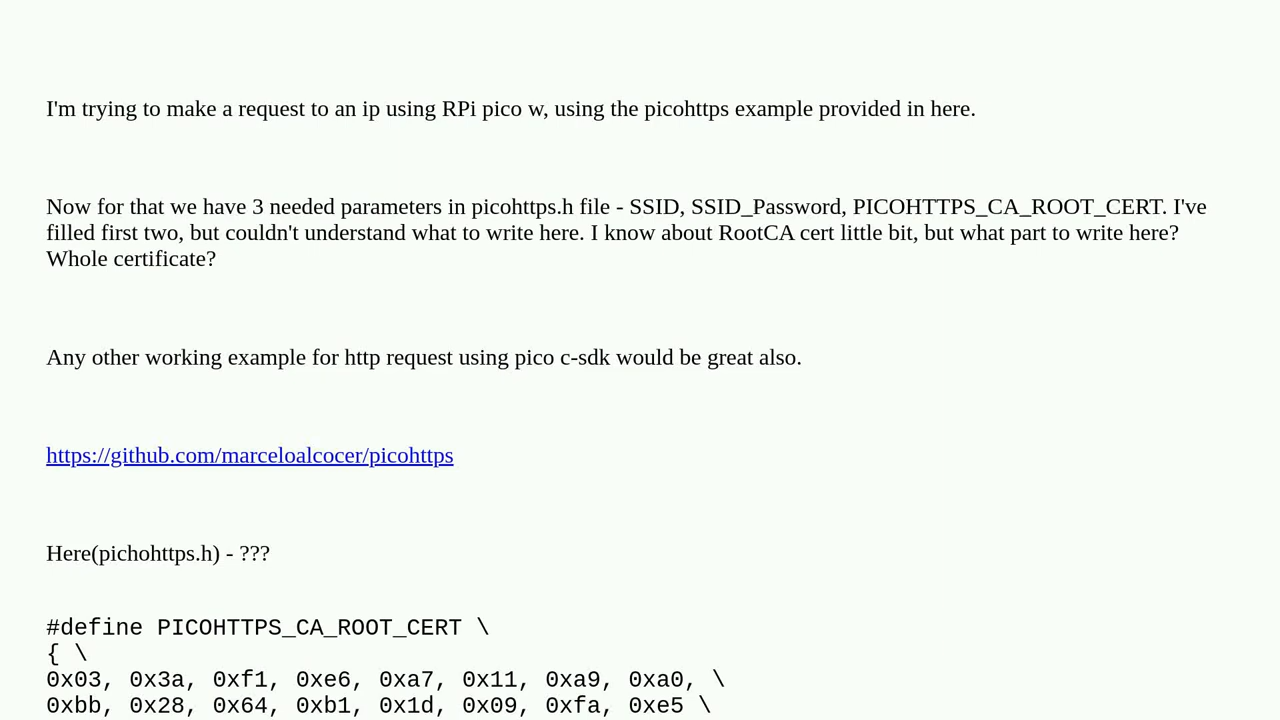 I'm trying to make a request to an ip using RPi pico w, using the picohttps example provided in here.
Now for that we have 3 needed parameters in picohttps.h file - SSID, SSID_Password, PICOHTTPS_CA_ROOT_CERT. I've
filled first two, but couldn't understand what to write here. I know about RootCA cert little bit, but what part to write here?
Whole certificate?
Any other working example for http request using pico c-sdk would be great also.
https://github.com/marceloalcocer/picohttps
Here(pichohttps.h) - ???
#define PICOHTTPS_CA_ROOT_CERT \
{ \
0x03, 0x3a, 0xf1, 0xe6, 0xa7, 0x11, 0xa9, 0xa0, \
0xbb, 0x28, 0x64, 0xb1, 0x1d, 0x09, 0xfa, 0xe5 \